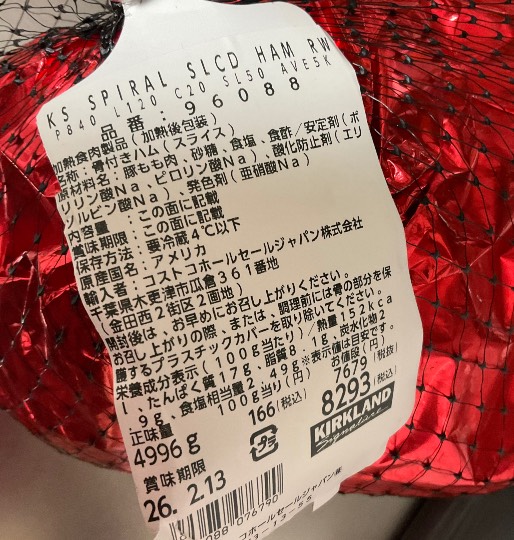 KS SPIRAL SLCD HAM RW
P840 L120 C20 SL50 AVE5K
品番: 96088
加熱食肉製品(加熱後包装)
名称:骨付きハム(スライス)
原材料名:豚もも肉、砂糖、食塩、食酢/安定剤(ポ
リリン酸Na、ピロリン酸Na)、酸化防止剤(エリ
ソルビン酸Na)、発色剤(亜硝酸Na)
内容量:この面に記載
賞味期限:この面に記載
保存方法:要冷蔵4℃以下
原産国名:アメリカ
輸入者:コストコホールセールジャパン株式会社
千葉県木更津市瓜倉361番地
(金田西2街区2画地)
開封後は、お早めにお召し上がりください。
お召し上がりの際、または、調理前には骨の部分を保
護するプラスチックカバーを取り除いてください。
栄養成分表示(100g当たり)/熱量152kca
l、たんぱく質17g、脂質8.1g、炭水化物2
.9g、食塩相当量2.49g※表示値は目安です。
正味量 100g当り(円) お値段(円)
7679(税抜)
4996g 166(税込) 8293(税込)
賞味期限
26. 2.13
KIRKLAND
Signature
088 076790
コホールセールジャパン㈱
3-13-55